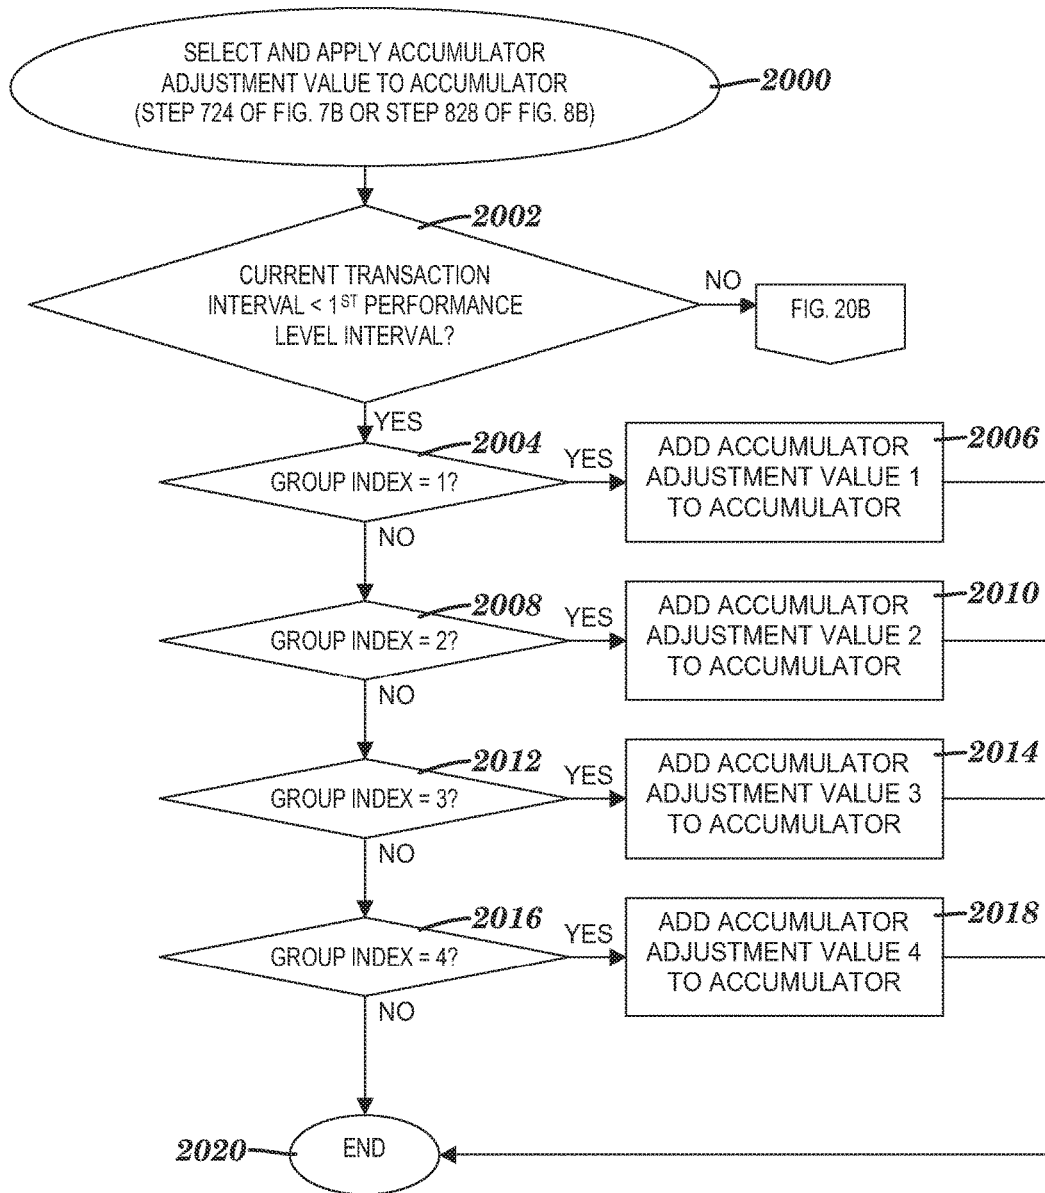 SELECT AND APPLY ACCUMULATOR
ADJUSTMENT VALUE TO ACCUMULATOR
(STEP 724 OF FIG. 7B OR STEP 828 OF FIG. 8B)
2000
2002
CURRENT TRANSACTION
INTERVAL < 1ST PERFORMANCE
LEVEL INTERVAL?
NO
FIG. 20B
YES
2004
GROUP INDEX = 1?
YES
ADD ACCUMULATOR
ADJUSTMENT VALUE 1
TO ACCUMULATOR
2006
NO
2008
GROUP INDEX = 2?
YES
ADD ACCUMULATOR
ADJUSTMENT VALUE 2
TO ACCUMULATOR
2010
NO
2012
GROUP INDEX = 3?
YES
ADD ACCUMULATOR
ADJUSTMENT VALUE 3
TO ACCUMULATOR
2014
NO
2016
GROUP INDEX = 4?
YES
ADD ACCUMULATOR
ADJUSTMENT VALUE 4
TO ACCUMULATOR
2018
NO
2020
END